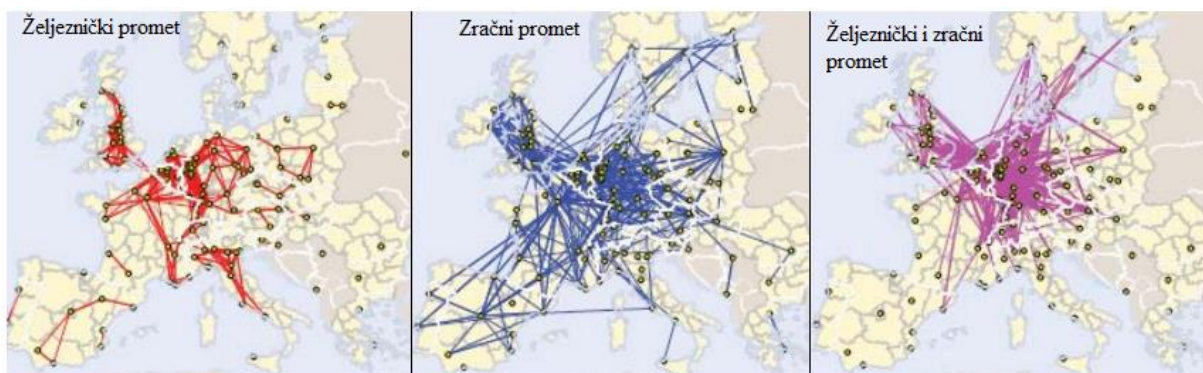 Željeznički promet
Zračni promet
Željeznički i zračni
promet